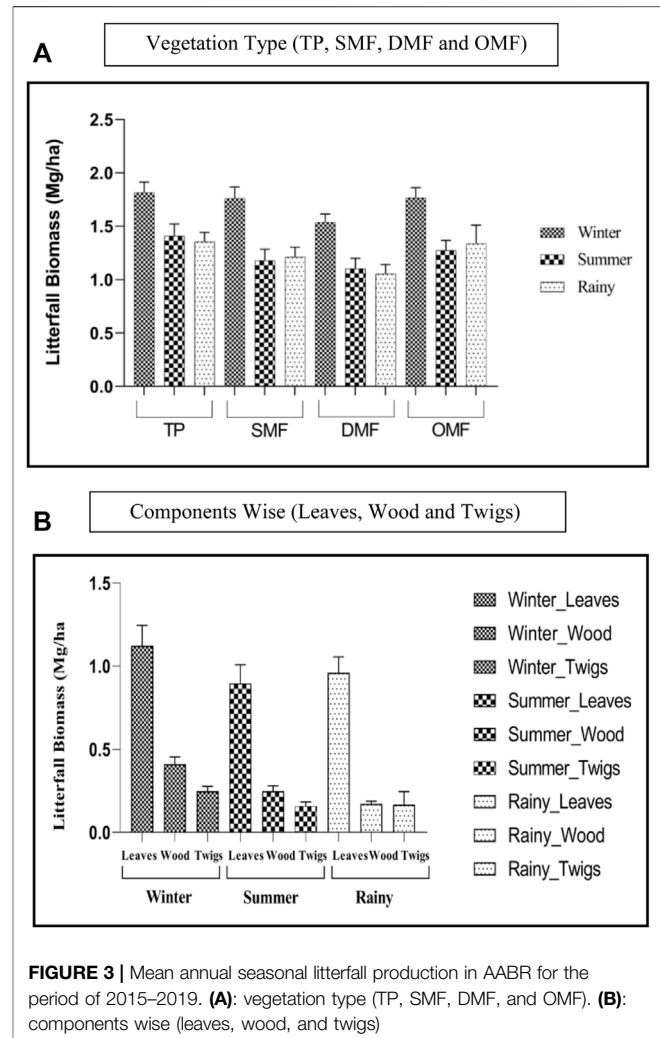 A
Vegetation Type (TP, SMF, DMF and OMF)
Litterfall Biomass (Mg/ha)
2.5
2.0
1.5
1.0
0.5
0.0
TP SMF DMF OMF
Winter
Summer
Rainy
B
Components Wise (Leaves, Wood and Twigs)
Litterfall Biomass (Mg/ha
1.5
1.0
0.5
0.0
Leaves Wood Twigs Leaves Wood Twigs Leaves Wood Twigs
Winter Summer Rainy
Winter_Leaves
Winter_Wood
Winter_Twigs
Summer_Leaves
Summer_Wood
Summer_Twigs
Rainy_Leaves
Rainy_Wood
Rainy_Twigs
FIGURE 3 | Mean annual seasonal litterfall production in AABR for the
period of 2015–2019. (A): vegetation type (TP, SMF, DMF, and OMF). (B):
components wise (leaves, wood, and twigs)